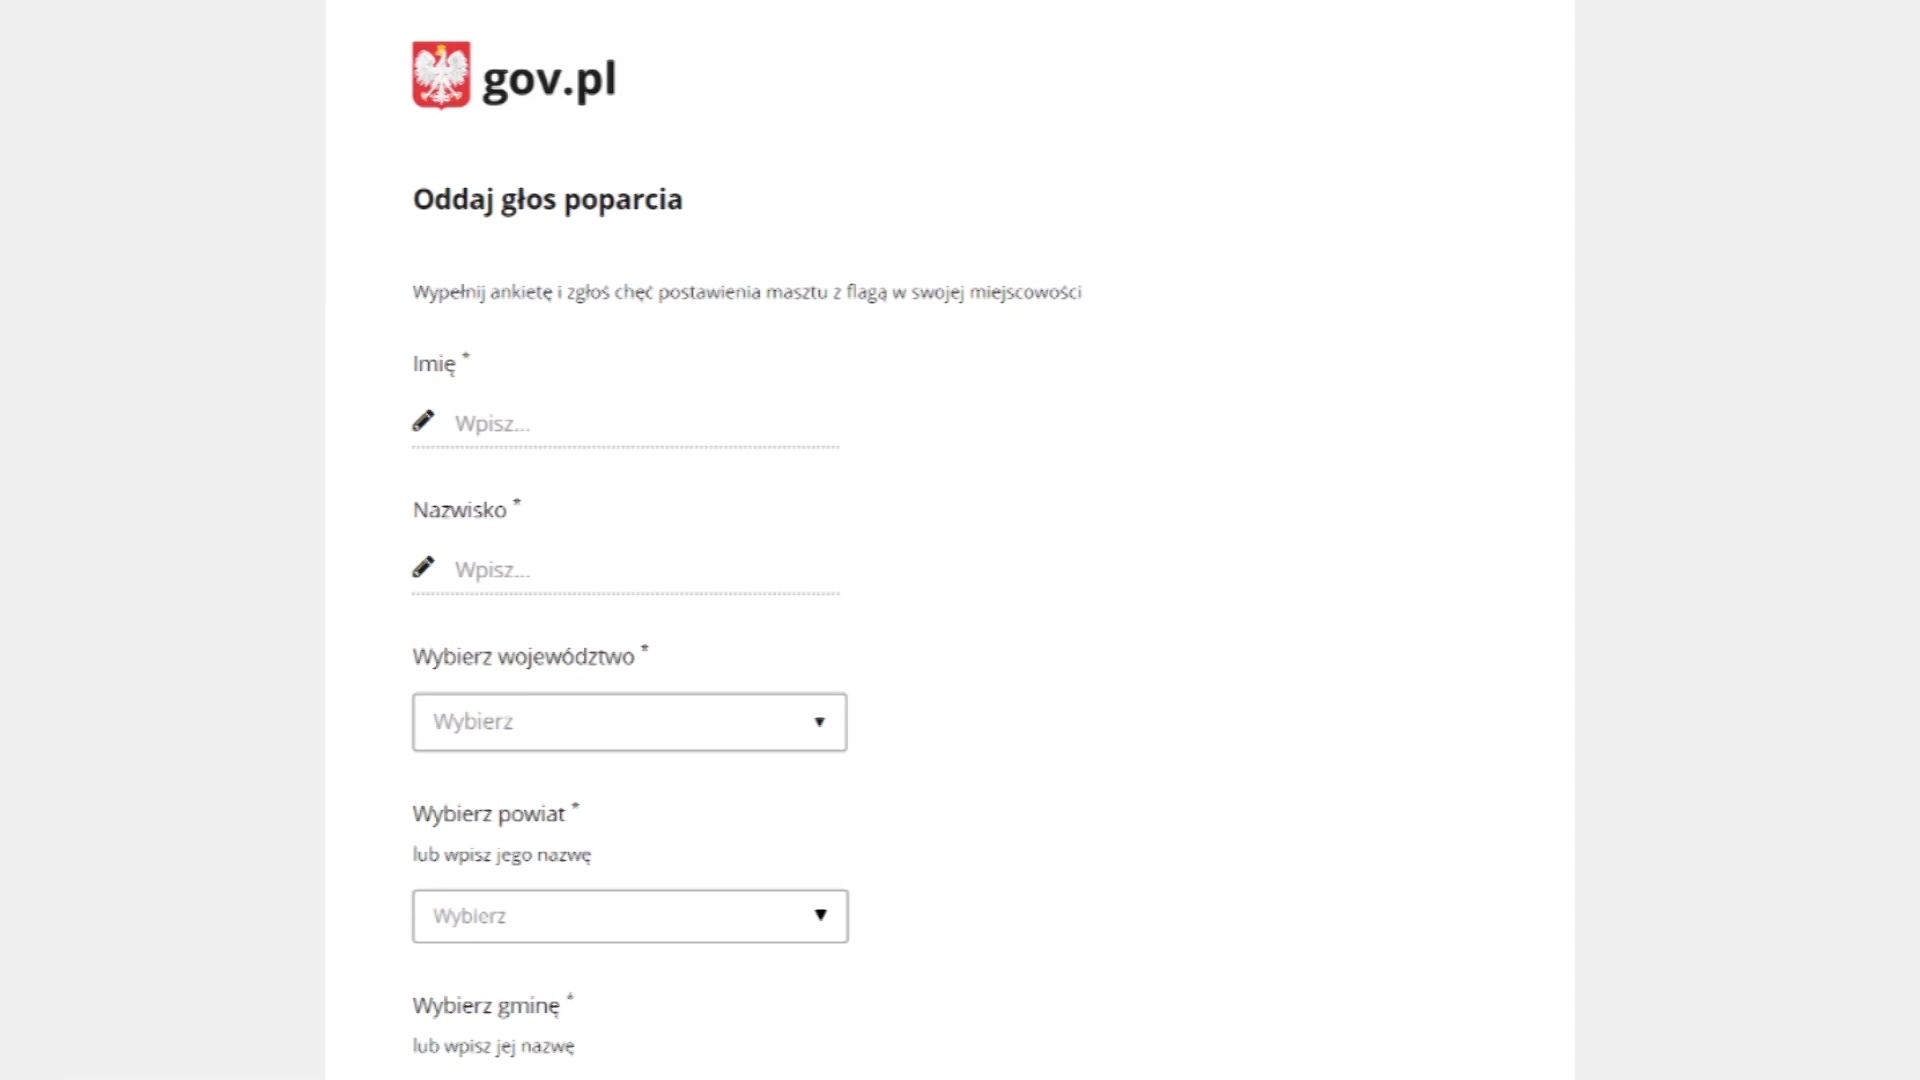 gov.pl
Oddaj głos poparcia
Wypełnij ankietę i zgłoś chęć postawienia masztu z flagą w swojej miejscowości
Imię *
Wpisz...
Nazwisko *
Wpisz...
Wybierz województwo *
Wybierz
Wybierz powiat *
lub wpisz jego nazwę
Wybierz
Wybierz gminę *
lub wpisz jej nazwę